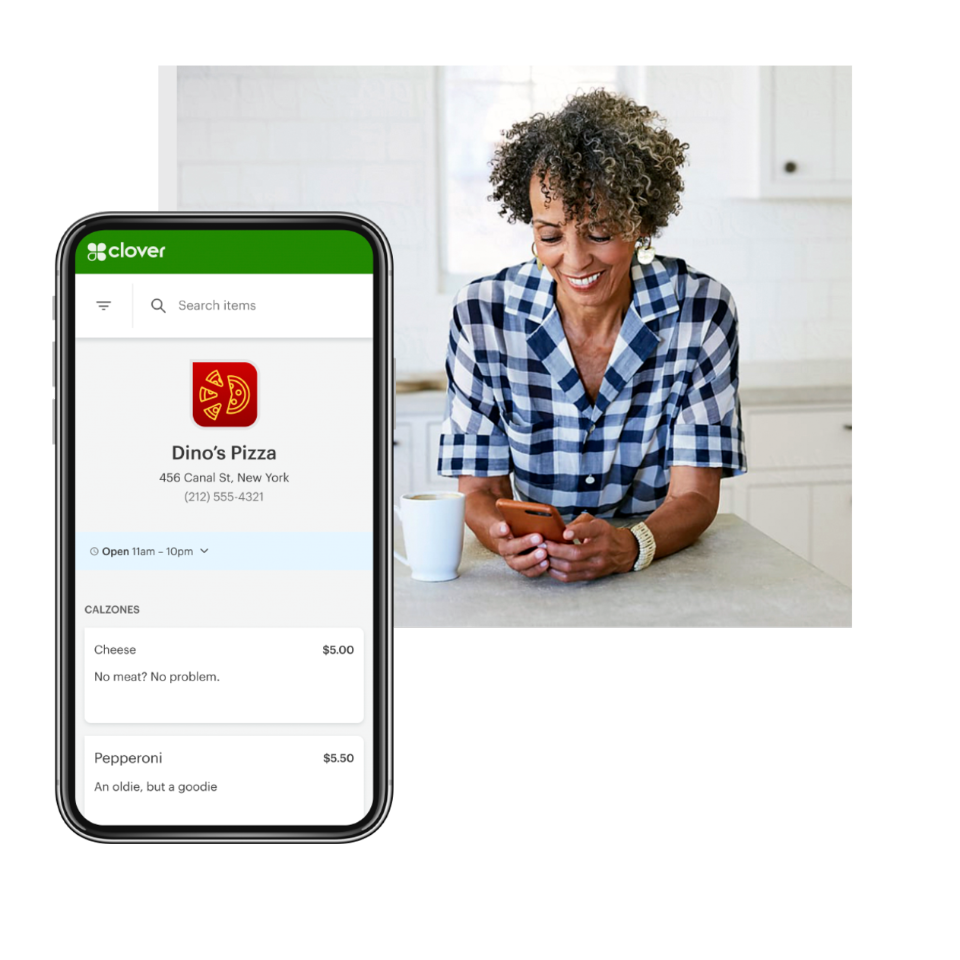 clover
Search items
Dino's Pizza
456 Canal St, New York
(212) 555-4321
Open 11am – 10pm
CALZONES
Cheese $5.00
No meat? No problem.
Pepperoni $5.50
An oldie, but a goodie